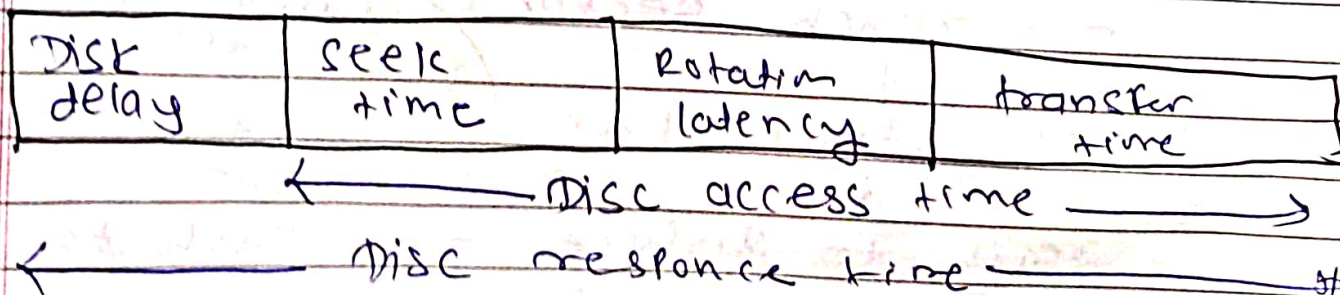 Disk
delay
seek
time
Rotation
latency
transfer
time
Disc access time
Disc responce time